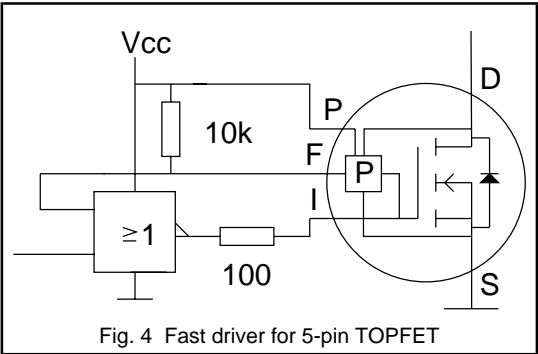 Vcc
D
P
10k
F
P
I
≥1
100
S
Fig. 4 Fast driver for 5-pin TOPFET